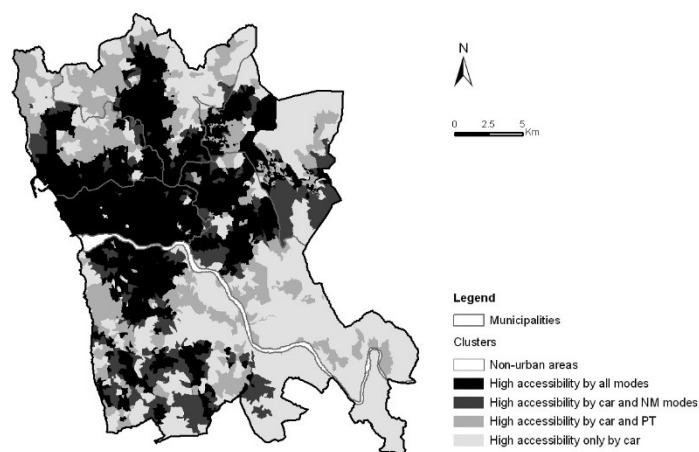 N
0 2.5 5
Km
Legend
Municipalities
Clusters
Non-urban areas
High accessibility by all modes
High accessibility by car and NM modes
High accessibility by car and PT
High accessibility only by car